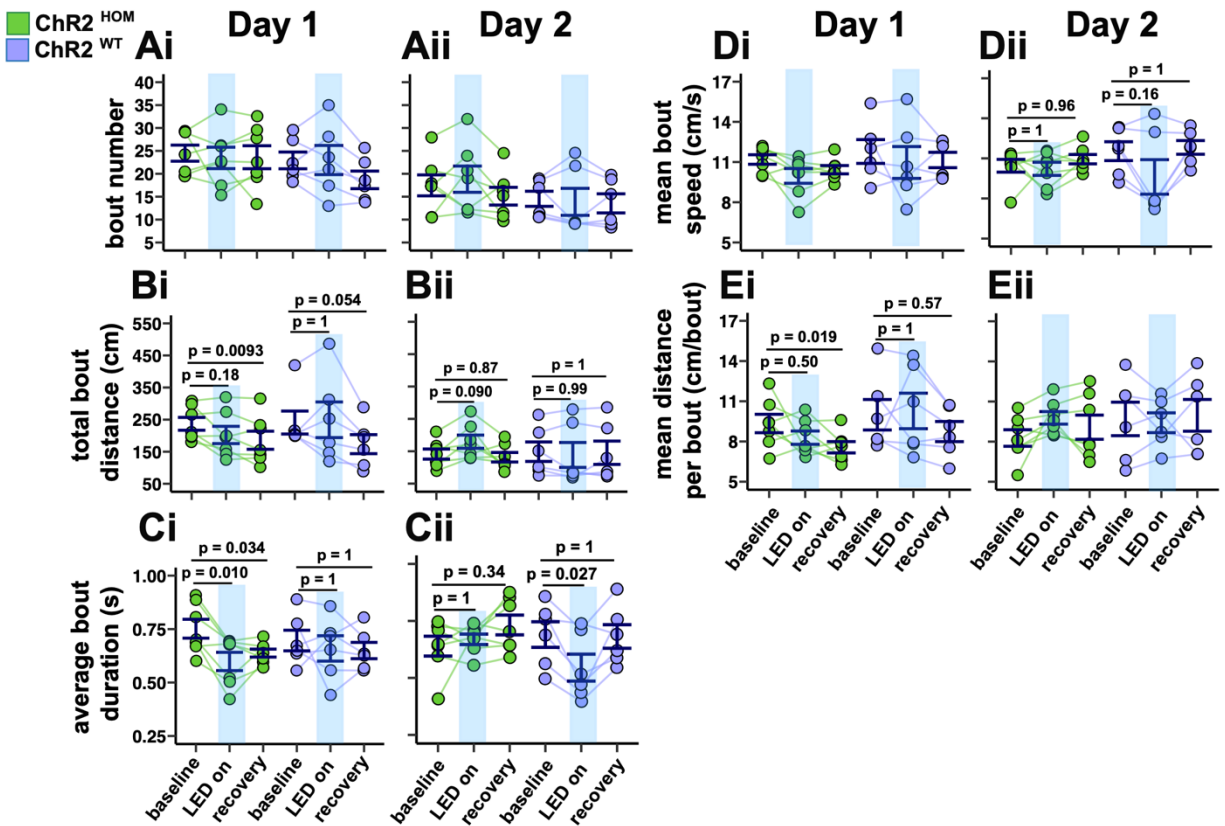 ChR2 HOM
ChR2 WT
Day 1
Day 2
Day 1
Day 2
Ai
bout number
40
35
30
25
20
15
10
5
Aii
Di
mean bout
speed (cm/s)
17
14
11
8
5
Dii
p = 1
p = 0.16
p = 0.96
p = 1
Bi
total bout
distance (cm)
550
450
350
250
150
50
p = 0.054
p = 1
p = 0.0093
p = 0.18
Bii
p = 0.87
p = 0.090
p = 1
p = 0.99
Ei
mean distance
per bout (cm/bout)
17
14
11
8
5
p = 0.57
p = 1
p = 0.019
p = 0.50
Eii
baseline
LED on
recovery
baseline
LED on
recovery
baseline
LED on
recovery
baseline
LED on
recovery
Ci
average bout
duration (s)
1.00
0.75
0.50
0.25
p = 0.034
p = 0.010
p = 1
p = 1
Cii
p = 0.34
p = 1
p = 1
p = 0.027
baseline
LED on
recovery
baseline
LED on
recovery
baseline
LED on
recovery
baseline
LED on
recovery